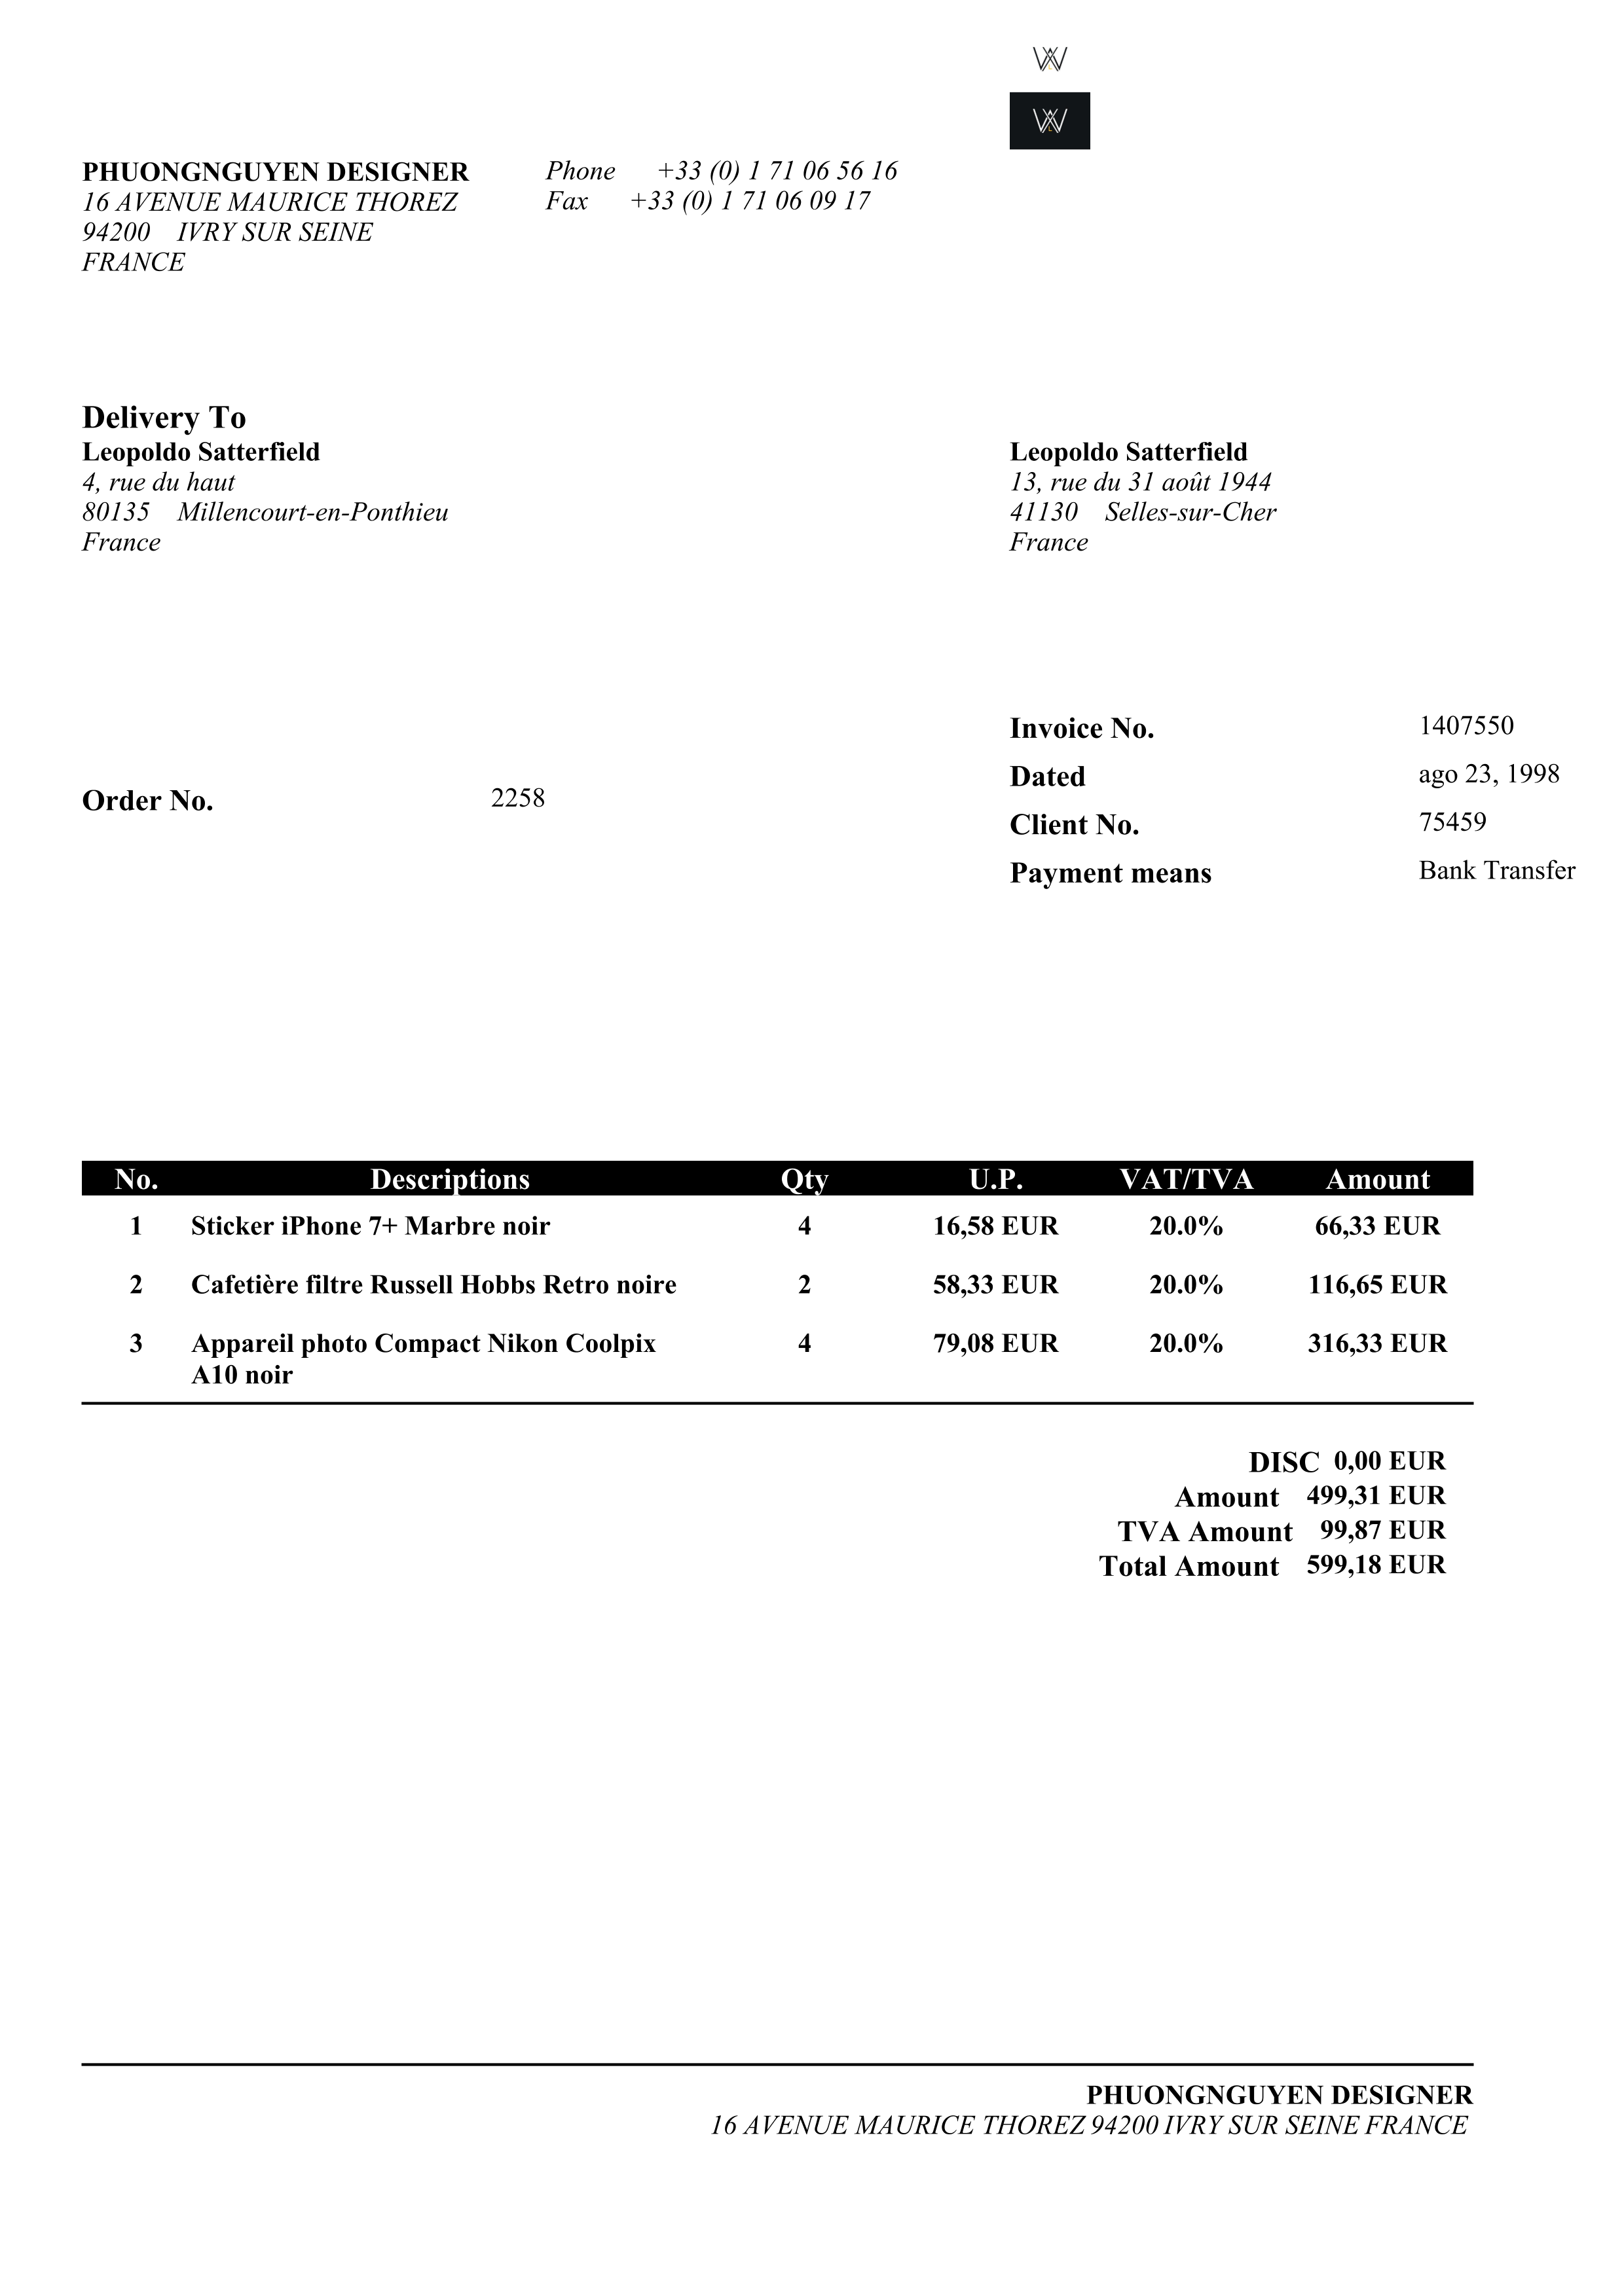 PHUONGNGUYEN DESIGNER
16 AVENUE MAURICE THOREZ
94200 IVRY SUR SEINE
FRANCE
Phone +33 (0) 1 71 06 56 16
Fax +33 (0) 1 71 06 09 17
Delivery To
Leopoldo Satterfield
4, rue du haut
80135 Millencourt-en-Ponthieu
France
Leopoldo Satterfield
13, rue du 31 août 1944
41130 Selles-sur-Cher
France
Order No. 2258
Invoice No. 1407550
Dated ago 23, 1998
Client No. 75459
Payment means Bank Transfer
No. Descriptions Qty U.P. VAT/TVA Amount
1 Sticker iPhone 7+ Marbre noir 4 16,58 EUR 20.0% 66,33 EUR
2 Cafetière filtre Russell Hobbs Retro noire 2 58,33 EUR 20.0% 116,65 EUR
3 Appareil photo Compact Nikon Coolpix 4 79,08 EUR 20.0% 316,33 EUR
A10 noir
DISC 0,00 EUR
Amount 499,31 EUR
TVA Amount 99,87 EUR
Total Amount 599,18 EUR
PHUONGNGUYEN DESIGNER
16 AVENUE MAURICE THOREZ 94200 IVRY SUR SEINE FRANCE